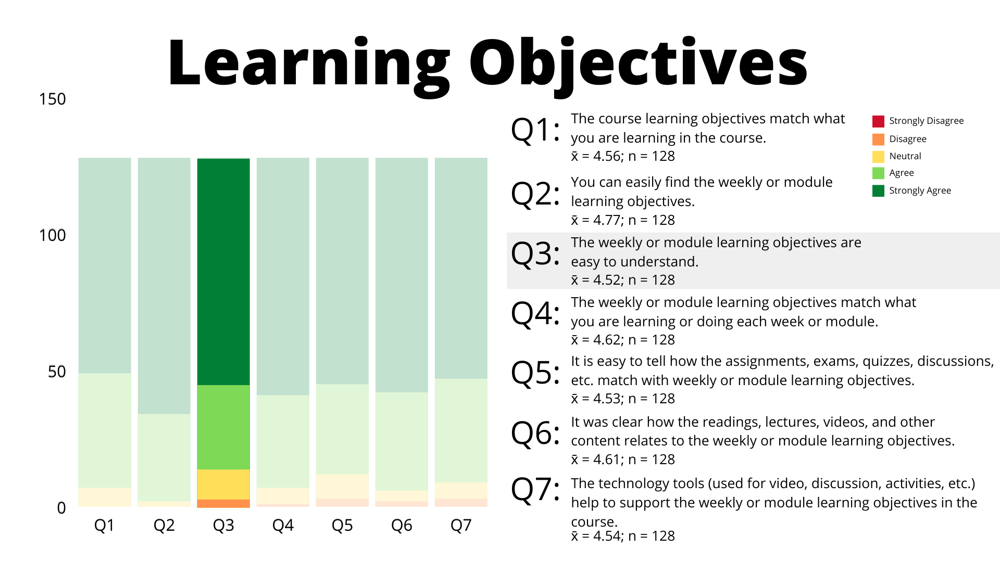 Learning Objectives
150
100
50
0
Q1
Q2
Q3
Q4
Q5
Q6
Q7
Q1:
The course learning objectives match what
you are learning in the course.
x̄ = 4.56; n = 128
Q2:
You can easily find the weekly or module
learning objectives.
x̄ = 4.77; n = 128
Q3:
The weekly or module learning objectives are
easy to understand.
x̄ = 4.52; n = 128
Q4:
The weekly or module learning objectives match what
you are learning or doing each week or module.
x̄ = 4.62; n = 128
Q5:
It is easy to tell how the assignments, exams, quizzes, discussions,
etc. match with weekly or module learning objectives.
x̄ = 4.53; n = 128
Q6:
It was clear how the readings, lectures, videos, and other
content relates to the weekly or module learning objectives.
x̄ = 4.61; n = 128
Q7:
The technology tools (used for video, discussion, activities, etc.)
help to support the weekly or module learning objectives in the
course.
x̄ = 4.54; n = 128
Strongly Disagree
Disagree
Neutral
Agree
Strongly Agree